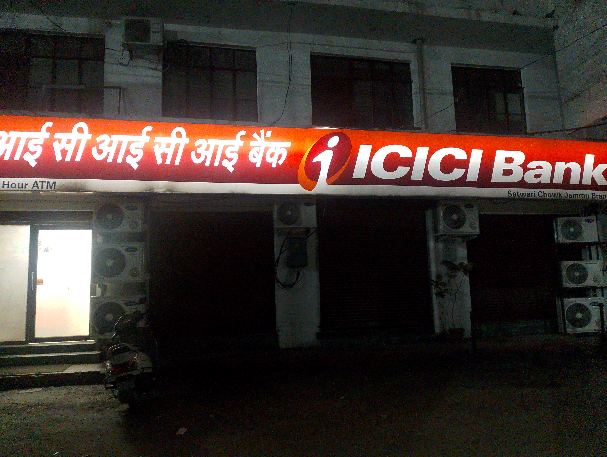 आई सी आई सी आई बैंक
i ICICI Bank
Hour ATM
Satwari Chowk Jammu